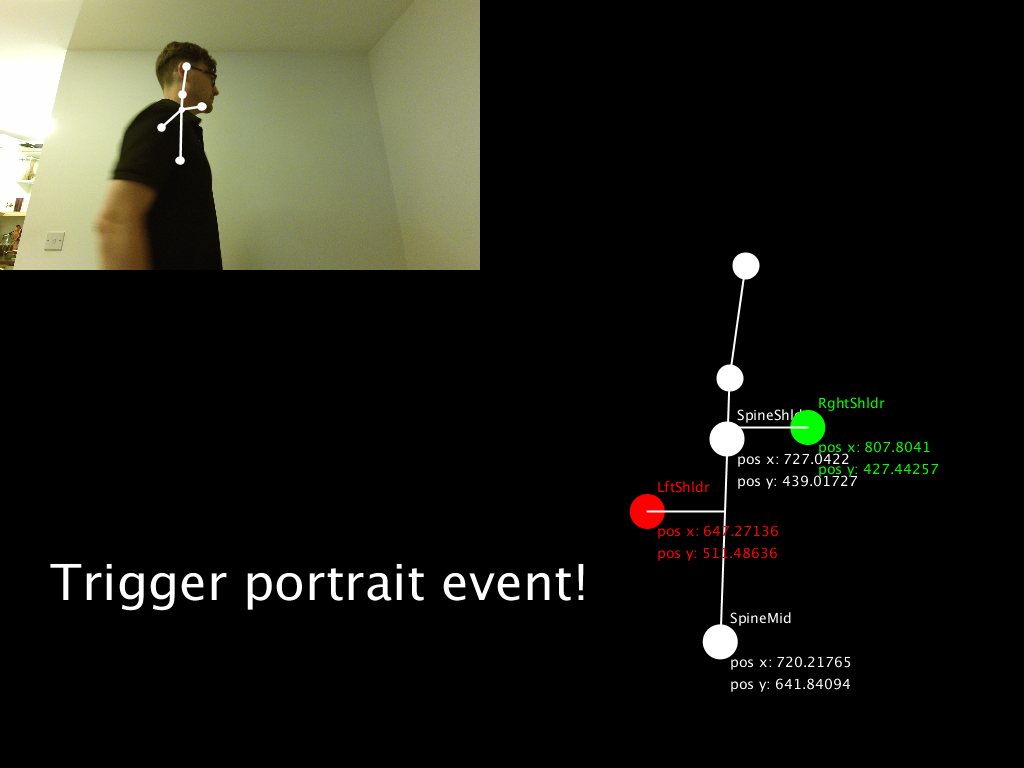 RghtShldr
SpineShldr
pos x: 807.8041
pos x: 727.0422
pos y: 427.44257
pos y: 439.01727
LftShldr
pos x: 647.27136
pos y: 511.48636
Trigger portrait event!
SpineMid
pos x: 720.21765
pos y: 641.84094